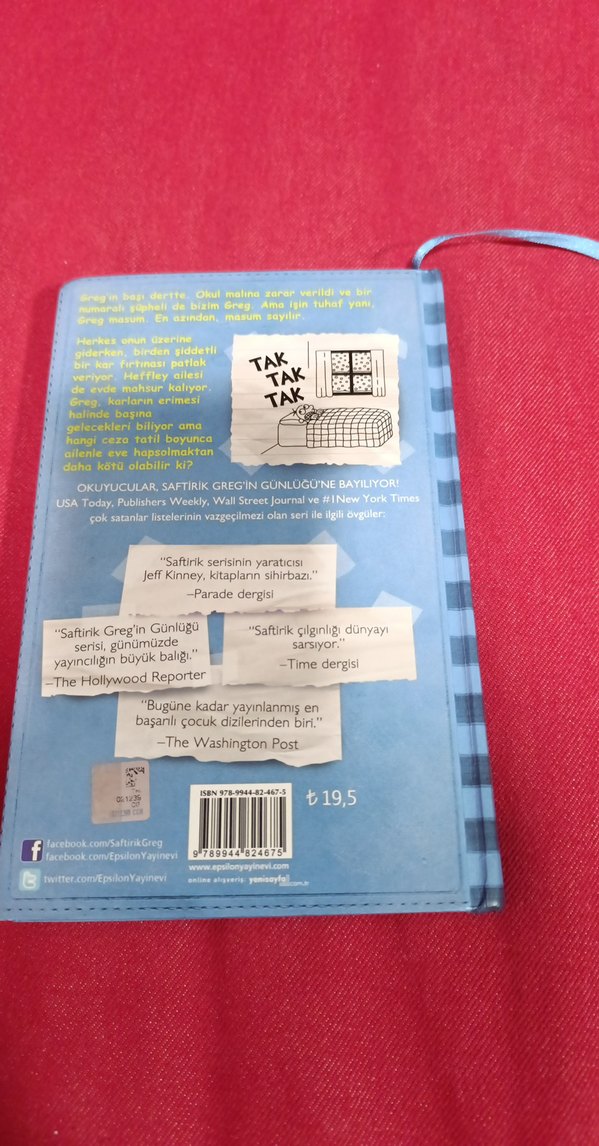 Greg'in başı dertte. Okul malına zarar verildi ve bir
numaralı şüpheli de bizim Greg. Ama işin tuhaf yanı,
Greg masum. En azından, masum sayılır.
Herkes onun üzerine
giderken, birden şiddetli
bir kar fırtınası patlak
veriyor. Heffley ailesi
de evde mahsur kalıyor.
Greg, karların erimesi
halinde başına
gelecekleri biliyor ama
hangi ceza tatil boyunca
ailenle eve hapsolmaktan
daha kötü olabilir ki?
TAK
TAK
TAK
OKUYUCULAR, SAFTİRİK GREG'İN GÜNLÜĞÜ'NE BAYILIYOR!
USA Today, Publishers Weekly, Wall Street Journal ve #1 New York Times
çok satanlar listelerinin vazgeçilmezi olan seri ile ilgili övgüler:
"Saftirik serisinin yaratıcısı
Jeff Kinney, kitapların sihirbazı."
–Parade dergisi
"Saftirik Greg'in Günlüğü
serisi, günümüzde
yayıncılığın büyük balığı."
–The Hollywood Reporter
"Saftirik çılgınlığı dünyayı
sarsıyor."
–Time dergisi
"Bugüne kadar yayınlanmış en
başarılı çocuk dizilerinden biri."
–The Washington Post
ISBN 978-9944-82-467-5
₺ 19,5
9 789944 824675
www.epsilonyayinevi.com
online alışveriş: yenisayfa
.com.tr
facebook.com/SaftirikGreg
facebook.com/EpsilonYayinevi
twitter.com/EpsilonYayinevi